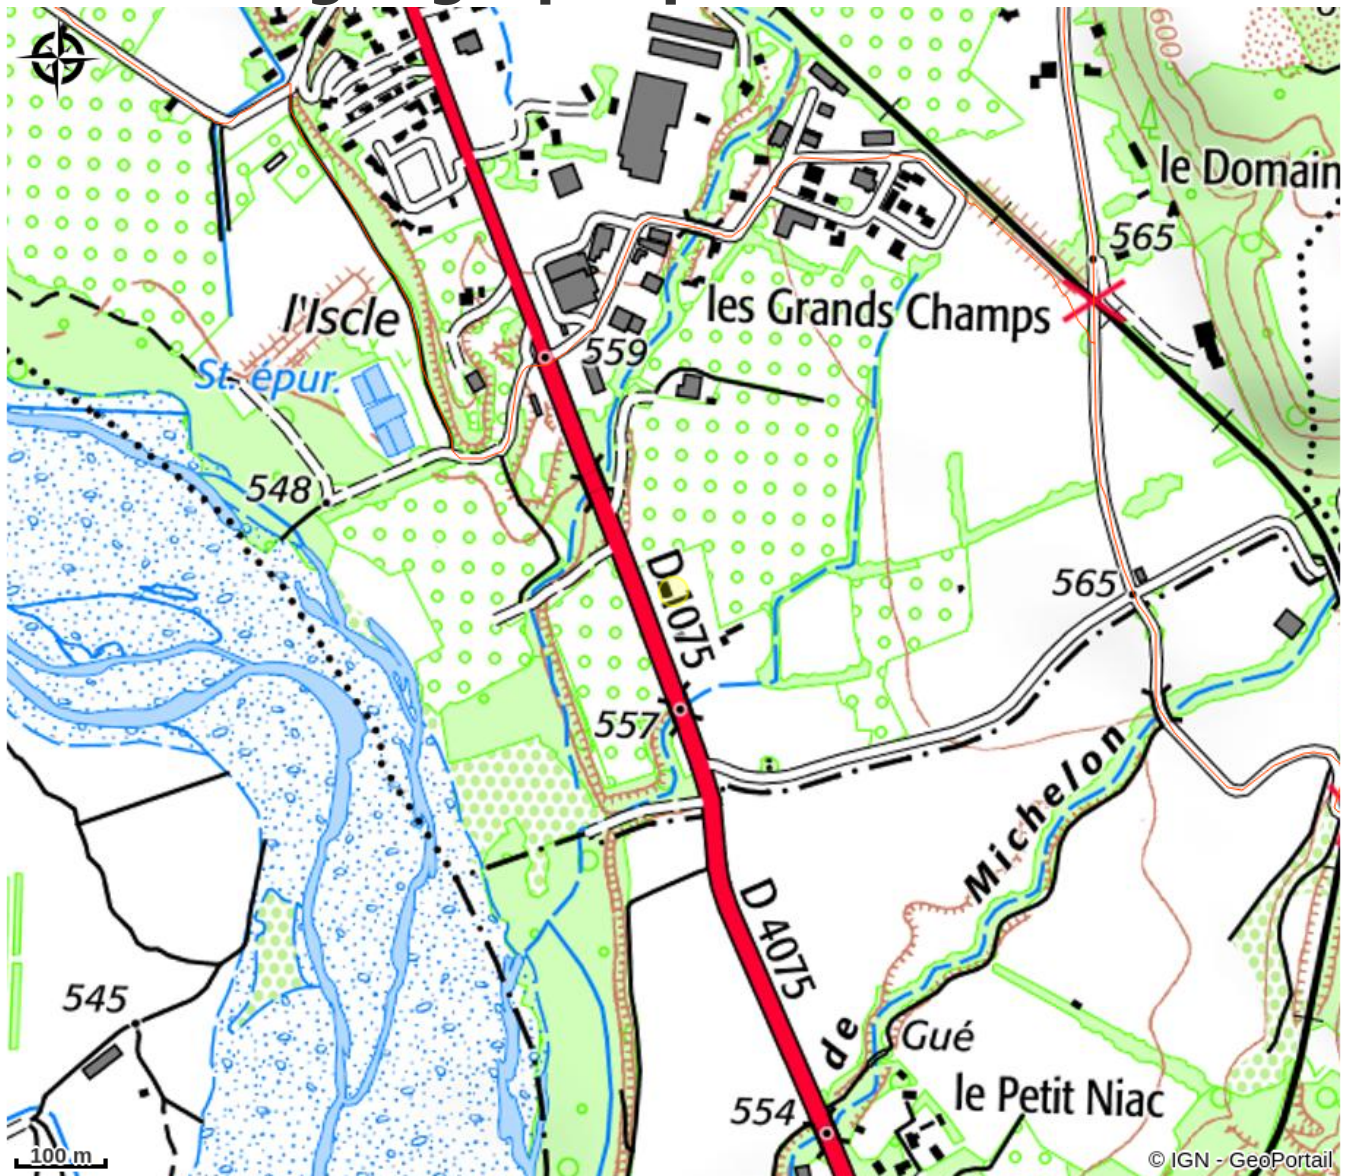 600
le Domain
565
l'Iscle
les Grands Champs
559
St. épur.
548
D 4075
565
557
Michelon
D 4075
545
de
Gué
le Petit Niac
554
100 m
© IGN - GeoPortail